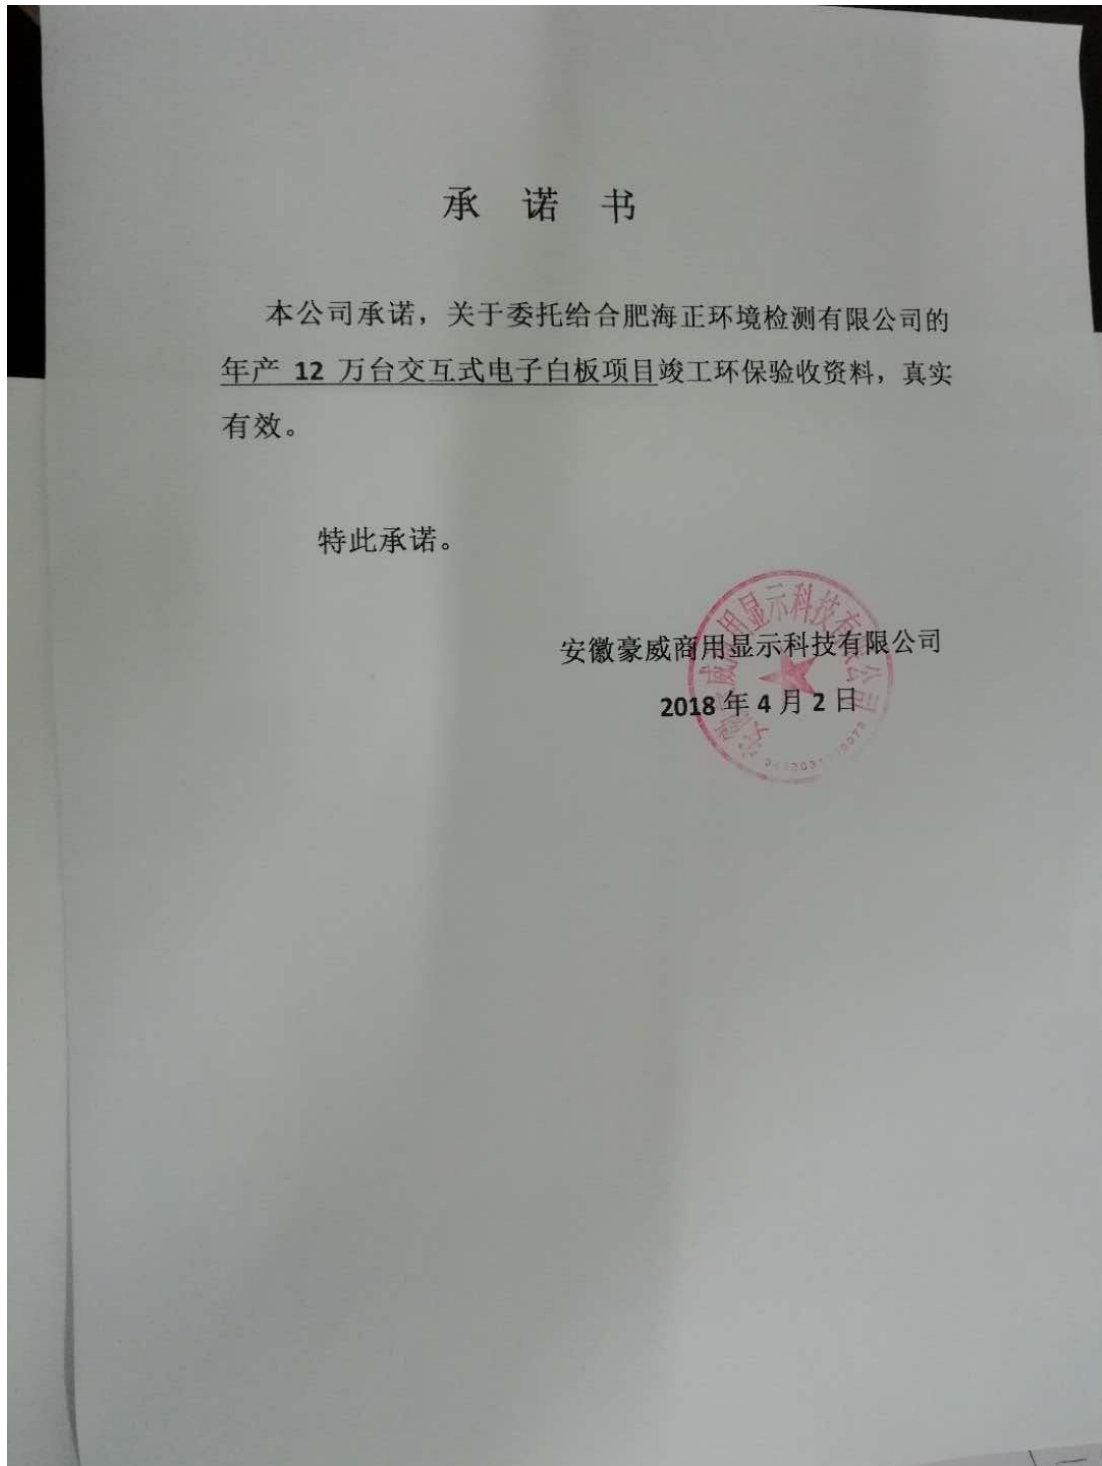 承 诺 书
本公司承诺，关于委托给合肥海正环境检测有限公司的
年产 12 万台交互式电子白板项目竣工环保验收资料，真实
有效。
特此承诺。
安徽豪威商用显示科技有限公司
2018 年 4 月 2 日